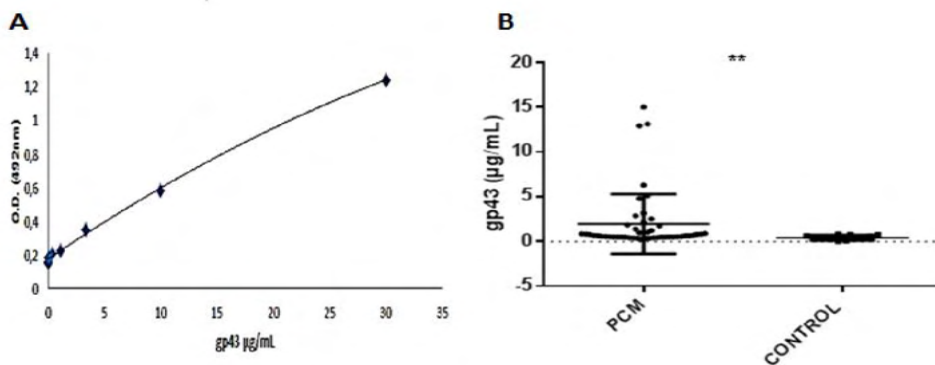 A
1,4
1,2
1
0,8
0,6
0,4
0,2
0
O.D. (492nm)
0 5 10 15 20 25 30 35
gp43 µg/mL
B
**
20
15
10
5
0
-5
gp43 (µg/mL)
PCM
CONTROL